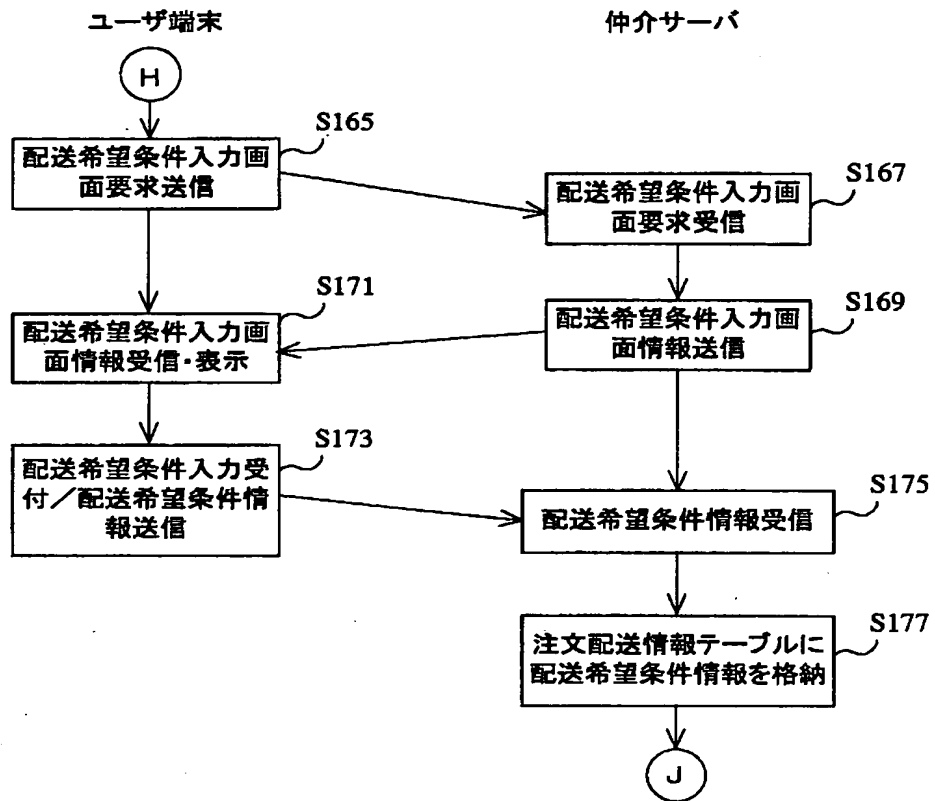 ユーザ端末
仲介サーバ
H
S165
配送希望条件入力画
面要求送信
S167
配送希望条件入力画
面要求受信
S171
配送希望条件入力画
面情報受信・表示
S169
配送希望条件入力画
面情報送信
S173
配送希望条件入力受
付／配送希望条件情
報送信
S175
配送希望条件情報受信
S177
注文配送情報テーブルに
配送希望条件情報を格納
J